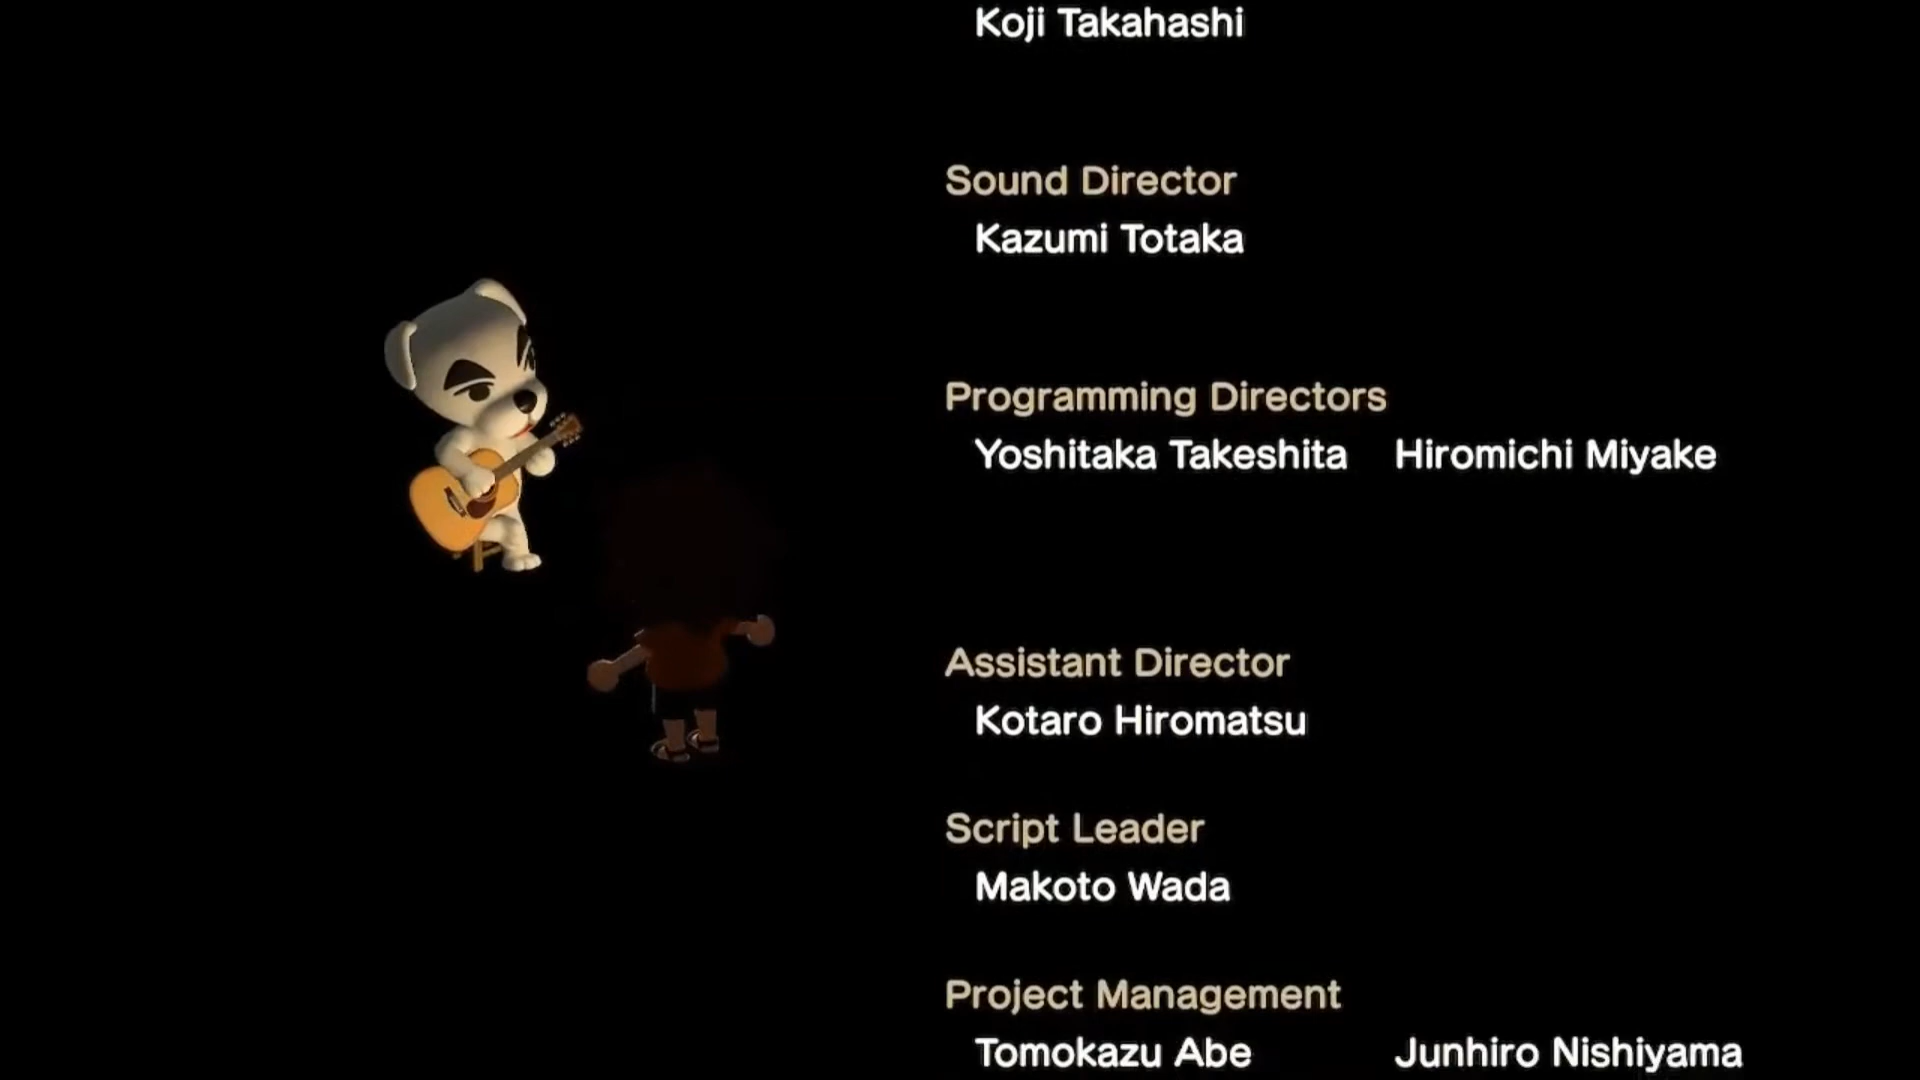 Koji Takahashi
Sound Director
Kazumi Totaka
Programming Directors
Yoshitaka Takeshita Hiromichi Miyake
Assistant Director
Kotaro Hiromatsu
Script Leader
Makoto Wada
Project Management
Tomokazu Abe Junhiro Nishiyama